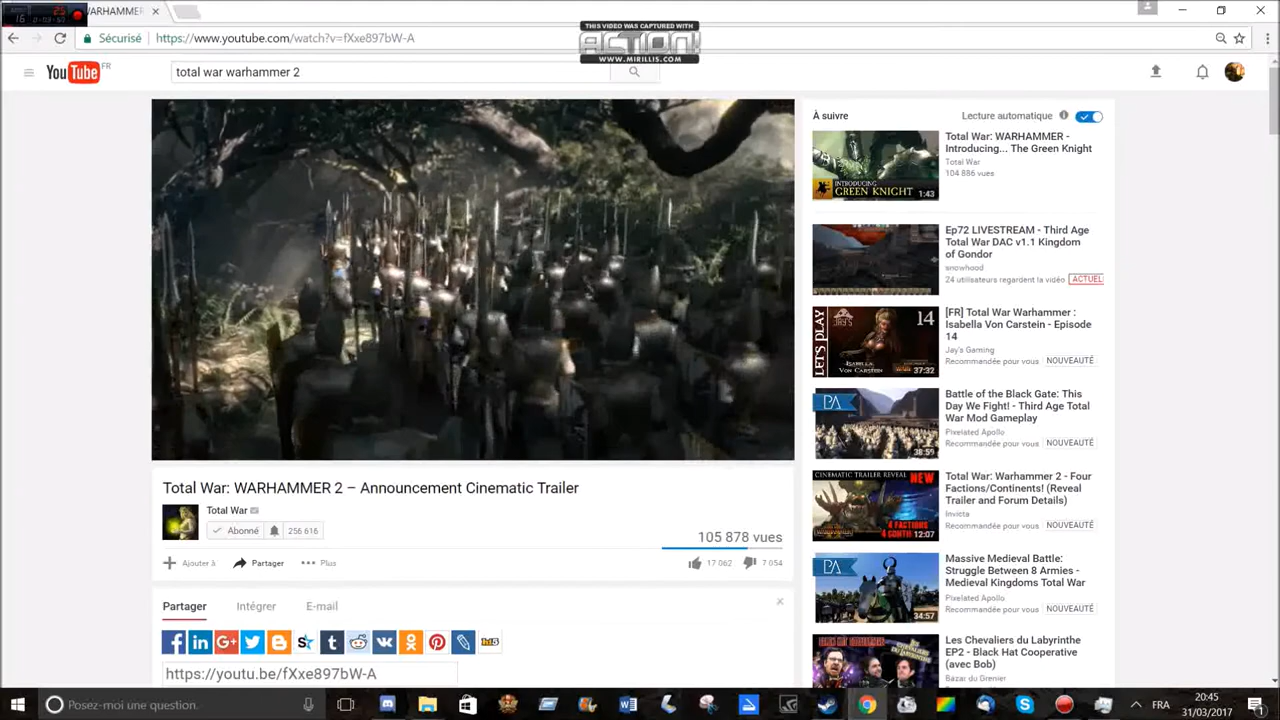 WARHAMMER
THIS VIDEO WAS CAPTURED WITH
ACTION!
WWW.MIRILLIS.COM
Sécurisé
https://www.youtube.com/watch?v=fXxe897bW-A
YouTube FR
total war warhammer 2
À suivre
Lecture automatique
Total War: WARHAMMER -
Introducing... The Green Knight
Total War
104 886 vues
INTRODUCING
GREEN KNIGHT
1:43
Ep72 LIVESTREAM - Third Age
Total War DAC v1.1 Kingdom
of Gondor
snowhood
24 utilisateurs regardent la vidéo
ACTUEL
[FR] Total War Warhammer :
Isabella Von Carstein - Episode
14
Jay's Gaming
Recommandée pour vous
NOUVEAUTÉ
LET'S PLAY
JAY'S
14
ISABELLA
VON CARSTEIN
37:32
Battle of the Black Gate: This
Day We Fight! - Third Age Total
War Mod Gameplay
Pixelated Apollo
Recommandée pour vous
NOUVEAUTÉ
PA
38:59
Total War: Warhammer 2 - Four
Factions/Continents! (Reveal
Trailer and Forum Details)
Invicta
Recommandée pour vous
NOUVEAUTÉ
CINEMATIC TRAILER REVEAL
NEW
4 FACTIONS
12:07
Massive Medieval Battle:
Struggle Between 8 Armies -
Medieval Kingdoms Total War
Pixelated Apollo
Recommandée pour vous
NOUVEAUTÉ
PA
34:57
Les Chevaliers du Labyrinthe
EP2 - Black Hat Cooperative
(avec Bob)
Bazar du Grenier
Total War: WARHAMMER 2 - Announcement Cinematic Trailer
Total War
Abonné
256 616
105 878 vues
Ajouter à
Partager
Plus
17 062
7 054
Partager
Intégrer
E-mail
https://youtu.be/fXxe897bW-A
Posez-moi une question.
FRA
20:45
31/03/2017